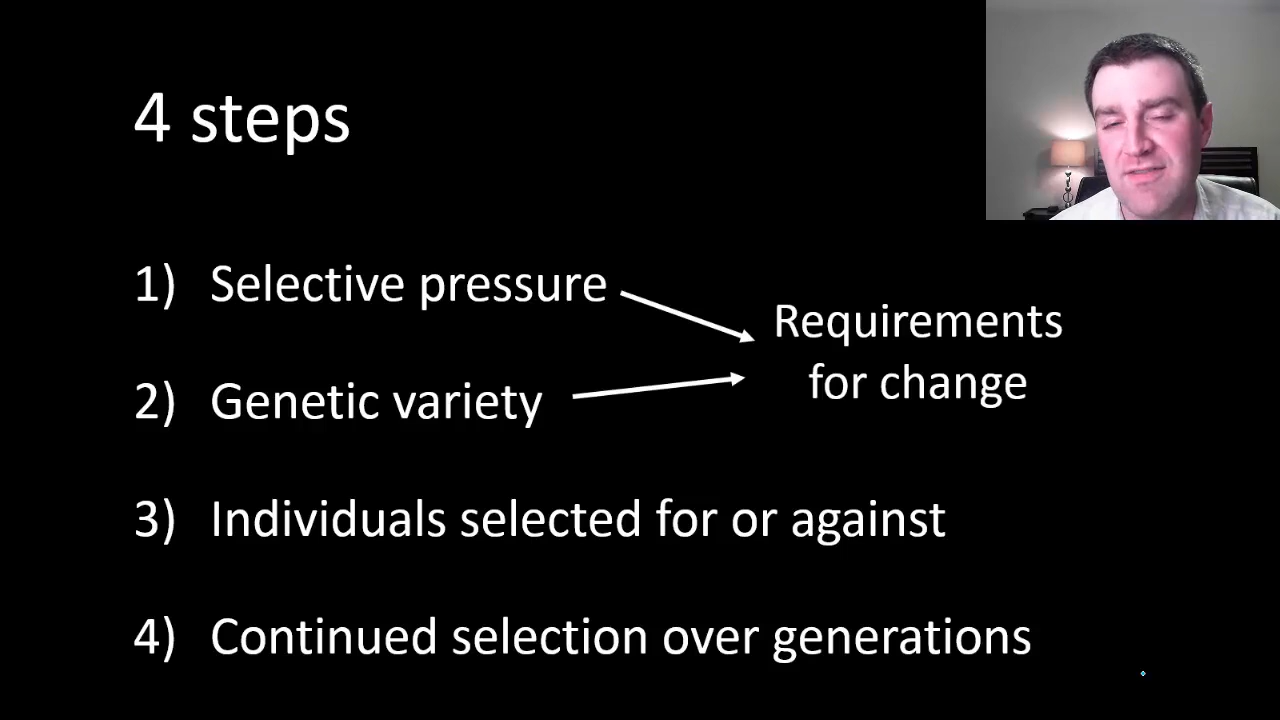 4 steps
1) Selective pressure
Requirements
for change
2) Genetic variety
3) Individuals selected for or against
4) Continued selection over generations